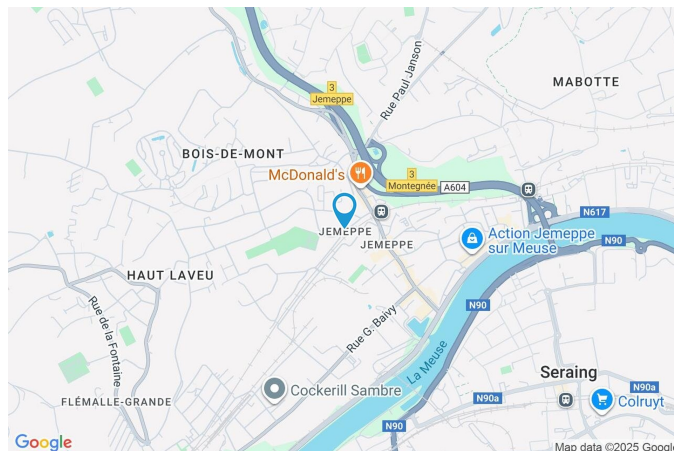 MABOTTE
Rue Paul Janson
3
Jemeppe
BOIS-DE-MONT
McDonald's
3
Montegnée
A604
N617
JEMEPPE
JEMEPPE
Action Jemeppe
sur Meuse
N90
HAUT LAVEU
Rue de la Fontaine
Rue G. Baivy
N90
La Meuse
Seraing
Cockerill Sambre
N90a
N90a
Colruyt
FLÉMALLE-GRANDE
N90
Google
Map data ©2025 Google